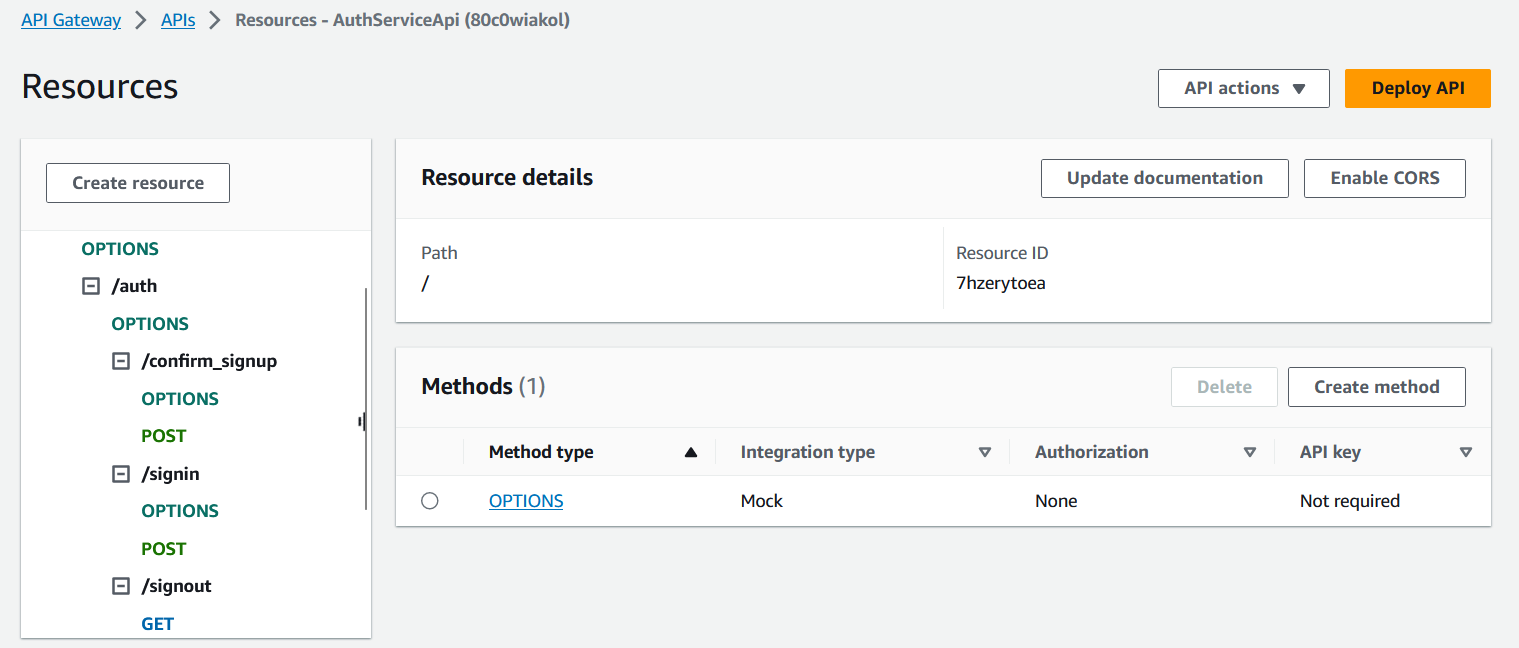 API Gateway > APIs > Resources - AuthServiceApi (80c0wiakol)
Resources
API actions
Deploy API
Create resource
OPTIONS
/auth
OPTIONS
/confirm_signup
OPTIONS
POST
/signin
OPTIONS
POST
/signout
GET
Resource details
Update documentation
Enable CORS
Path
/
Resource ID
7hzerytoea
Methods (1)
Delete
Create method
Method type Integration type Authorization API key
OPTIONS Mock None Not required